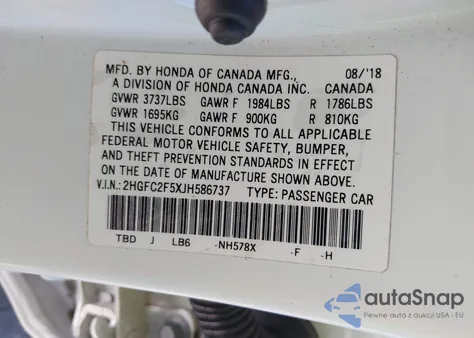 MFD. BY HONDA OF CANADA MFG., 08/'18
A DIVISION OF HONDA CANADA INC. CANADA
GVWR 3737LBS GAWR F 1984LBS R 1786LBS
GVWR 1695KG GAWR F 900KG R 810KG
THIS VEHICLE CONFORMS TO ALL APPLICABLE
FEDERAL MOTOR VEHICLE SAFETY, BUMPER,
AND THEFT PREVENTION STANDARDS IN EFFECT
ON THE DATE OF MANUFACTURE SHOWN ABOVE.
V.I.N.: 2HGFC2F5XJH586737 TYPE: PASSENGER CAR
TBD J LB6 -NH578X -F -H
autoSnap
Pewne auta z dostawą z USA i EU